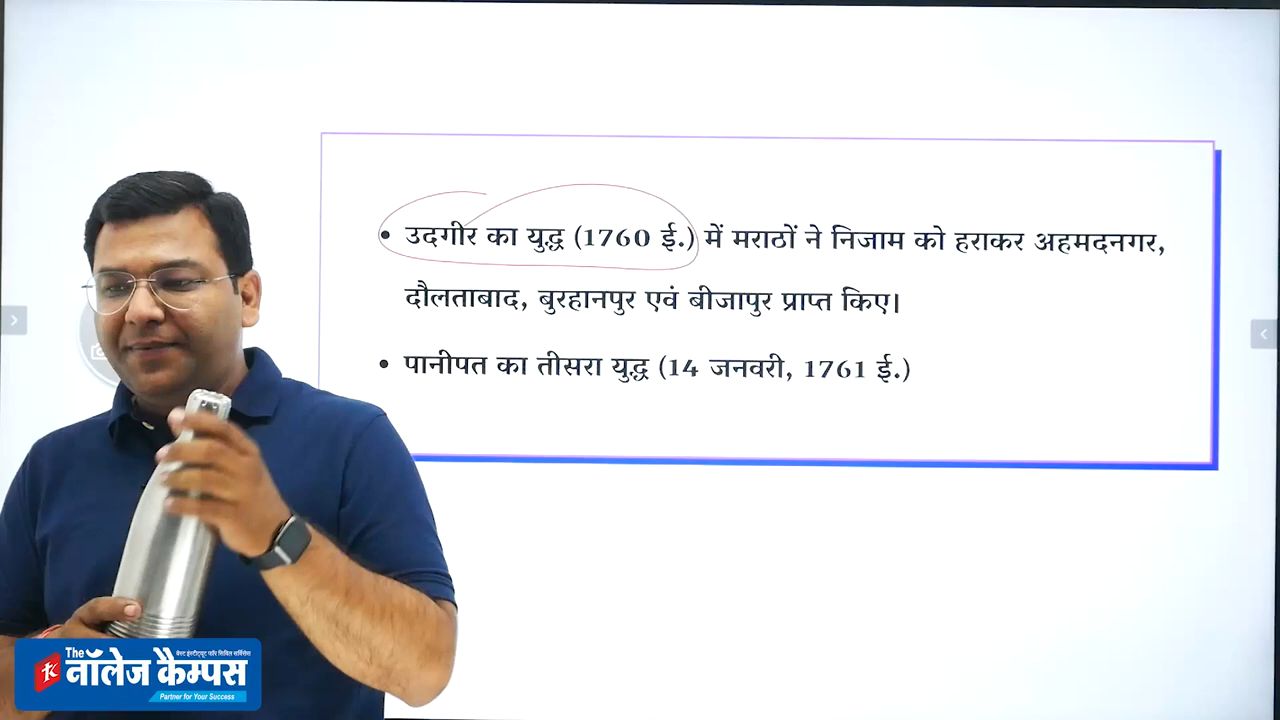 • उदगीर का युद्ध (1760 ई.) में मराठों ने निजाम को हराकर अहमदनगर,
दौलताबाद, बुरहानपुर एवं बीजापुर प्राप्त किए।
• पानीपत का तीसरा युद्ध (14 जनवरी, 1761 ई.)
The
बेस्ट इंस्टीट्यूट फॉर सिविल सर्विसेस
नॉलेज कैम्पस
Partner for Your Success